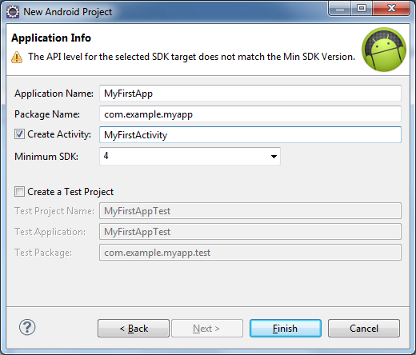 New Android Project
Application Info
The API level for the selected SDK target does not match the Min SDK Version.
Application Name: MyFirstApp
Package Name: com.example.myapp
Create Activity: MyFirstActivity
Minimum SDK: 4
Create a Test Project
Test Project Name: MyFirstAppTest
Test Application: MyFirstAppTest
Test Package: com.example.myapp.test
? < Back Next > Finish Cancel